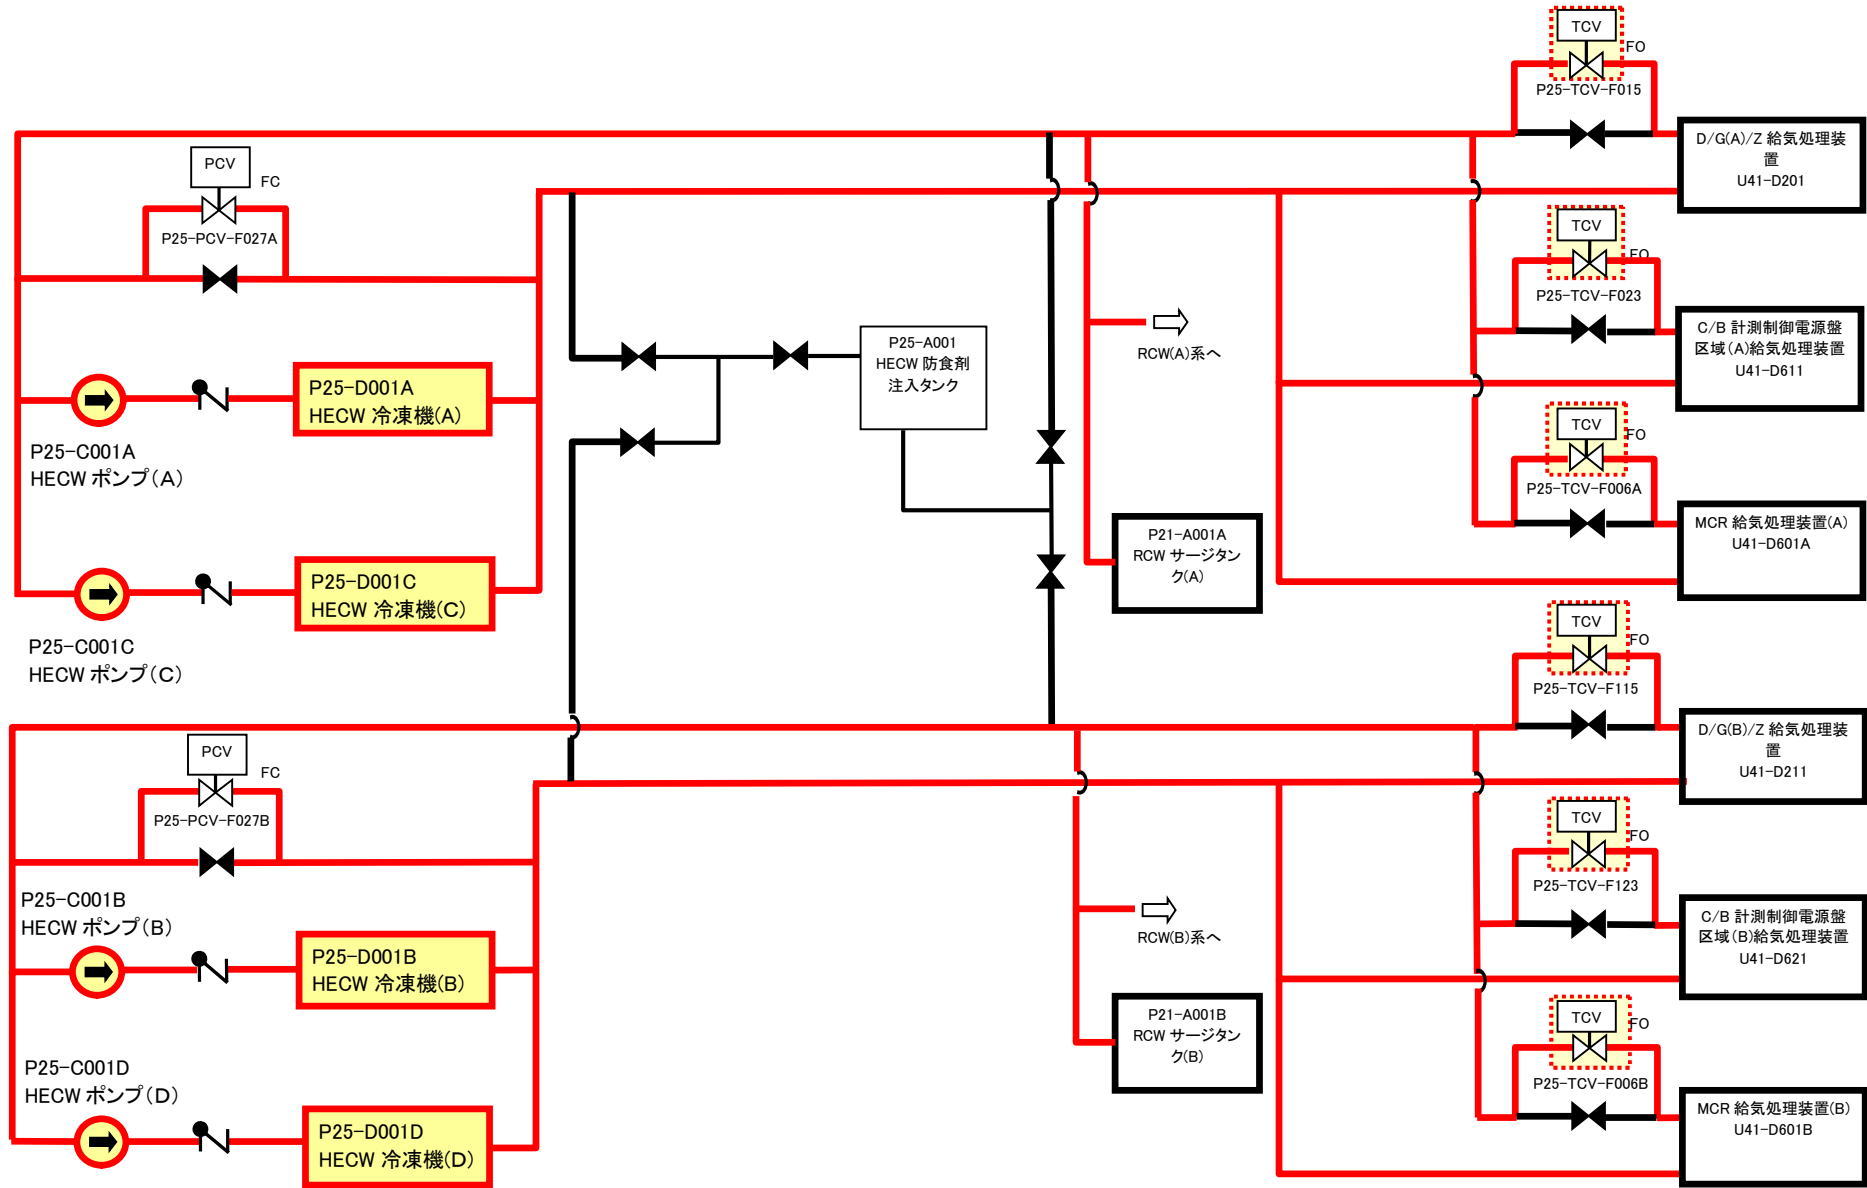 TCV
FO
P25-TCV-F015
D/G(A)/Z 給気処理装
置
U41-D201
PCV
FC
P25-PCV-F027A
TCV
FO
P25-TCV-F023
C/B 計測制御電源盤
区域(A)給気処理装置
U41-D611
RCW(A)系へ
P25-A001
HECW 防食剤
注入タンク
P25-D001A
HECW 冷凍機(A)
P25-C001A
HECW ポンプ(A)
TCV
FO
P25-TCV-F006A
MCR 給気処理装置(A)
U41-D601A
P21-A001A
RCW サージタン
ク(A)
P25-D001C
HECW 冷凍機(C)
P25-C001C
HECW ポンプ(C)
TCV
FO
P25-TCV-F115
D/G(B)/Z 給気処理装
置
U41-D211
PCV
FC
P25-PCV-F027B
TCV
FO
P25-TCV-F123
C/B 計測制御電源盤
区域(B)給気処理装置
U41-D621
RCW(B)系へ
P25-C001B
HECW ポンプ(B)
P25-D001B
HECW 冷凍機(B)
P21-A001B
RCW サージタン
ク(B)
TCV
FO
P25-TCV-F006B
MCR 給気処理装置(B)
U41-D601B
P25-C001D
HECW ポンプ(D)
P25-D001D
HECW 冷凍機(D)